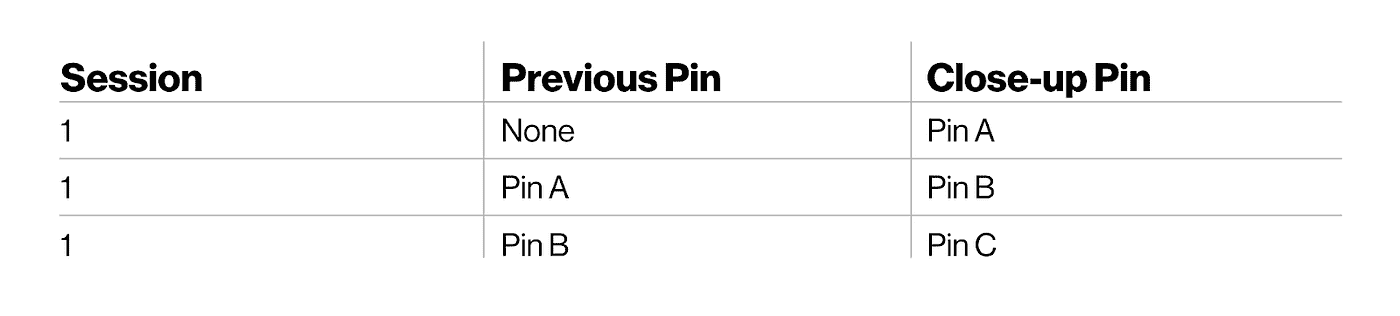 Session Previous Pin Close-up Pin
1 None Pin A
1 Pin A Pin B
1 Pin B Pin C